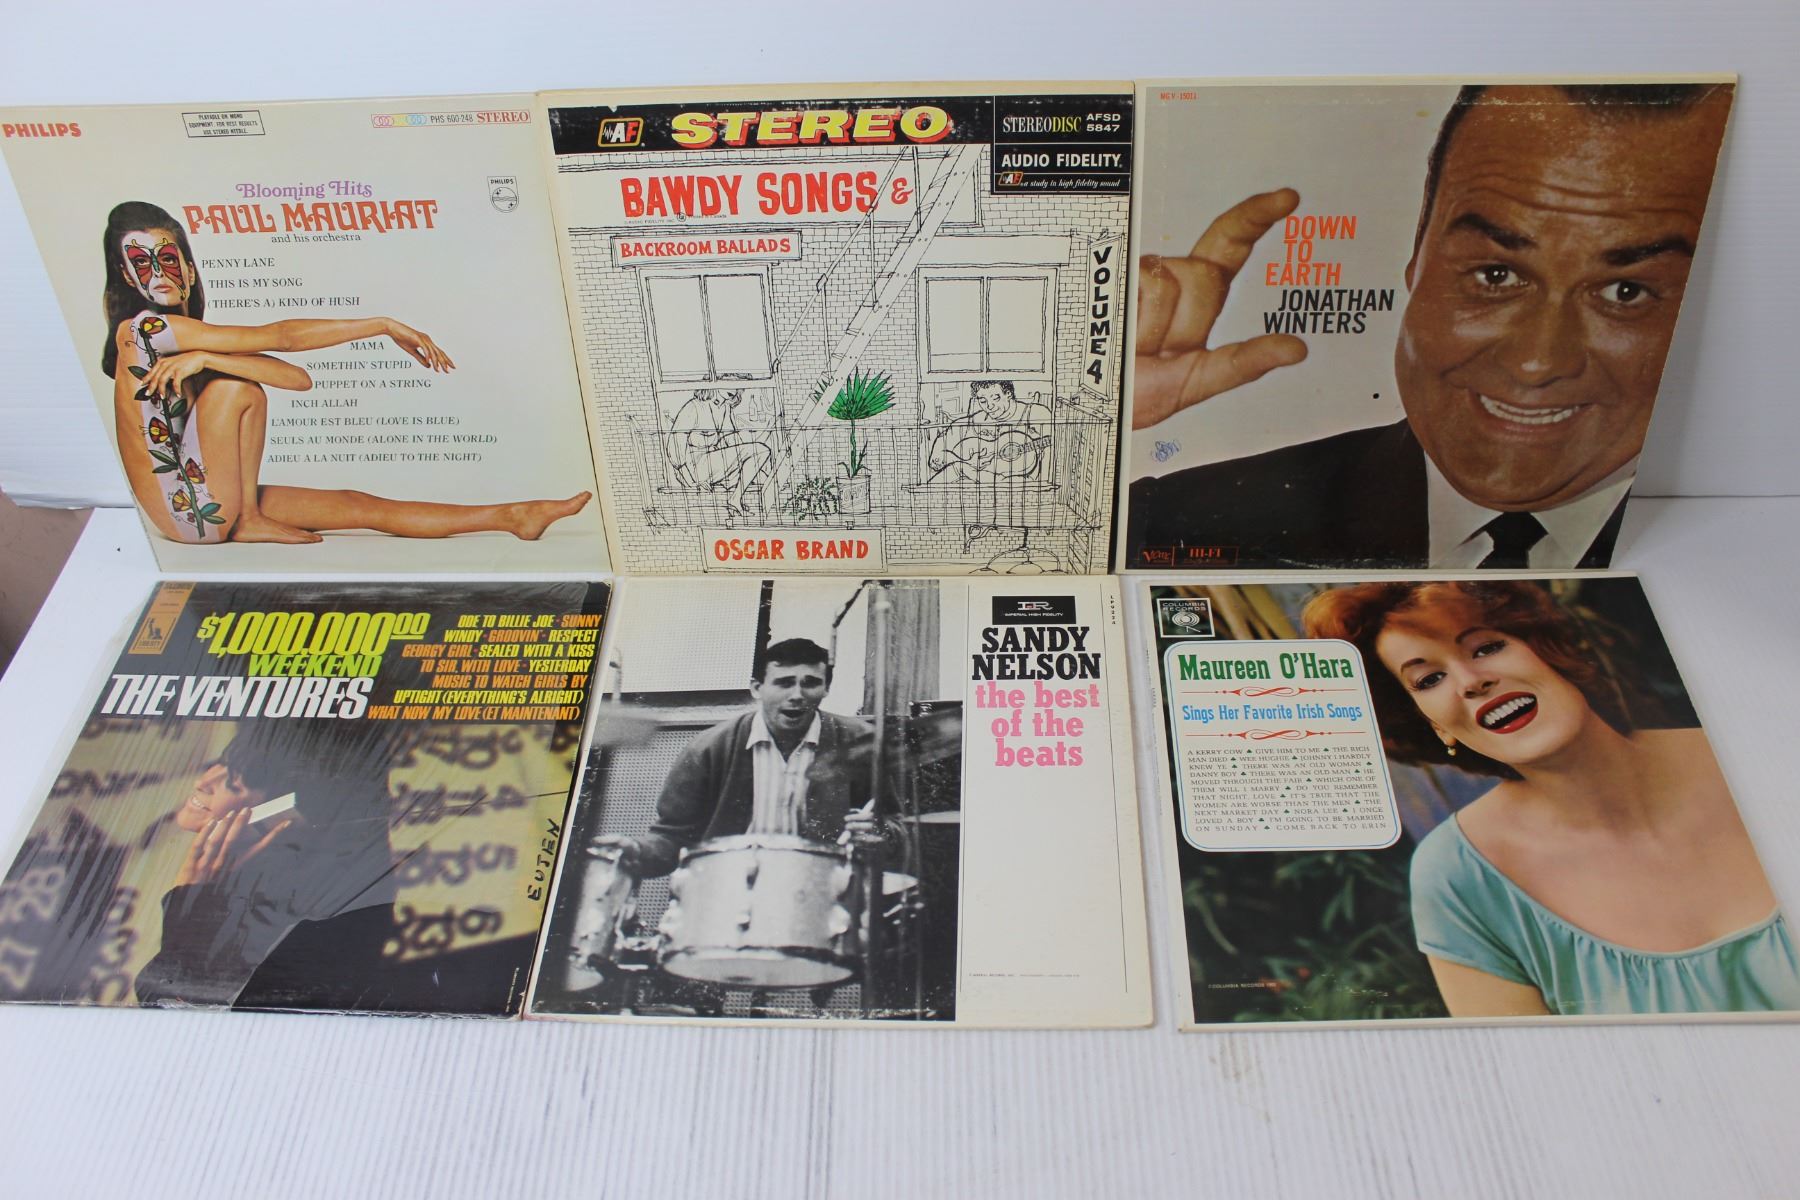 PHILIPS
PLAYABLE ON MONO
EQUIPMENT. FOR BEST RESULTS
USE STEREO NEEDLE.
PHS 600-248 STEREO
PHILIPS
Blooming Hits
PAUL MAURIAT
and his orchestra
PENNY LANE
THIS IS MY SONG
(THERE'S A) KIND OF HUSH
MAMA
SOMETHIN' STUPID
PUPPET ON A STRING
INCH ALLAH
L'AMOUR EST BLEU (LOVE IS BLUE)
SEULS AU MONDE (ALONE IN THE WORLD)
ADIEU A LA NUIT (ADIEU TO THE NIGHT)
AF
STEREO
STEREODISC AFSD 5847
AUDIO FIDELITY
AF a study in high fidelity sound
BAWDY SONGS &
BACKROOM BALLADS
VOLUME 4
OSCAR BRAND
MG V-15011
DOWN
TO
EARTH
JONATHAN
WINTERS
VERVE
HI-FI
LIBERTY
$1,000,000.00
WEEKEND
THE VENTURES
ODE TO BILLIE JOE • SUNNY
WINDY • GROOVIN' • RESPECT
GEORGY GIRL • SEALED WITH A KISS
TO SIR, WITH LOVE • YESTERDAY
MUSIC TO WATCH GIRLS BY
UPTIGHT (EVERYTHING'S ALRIGHT)
WHAT NOW MY LOVE (ET MAINTENANT)
27 28
IR
IMPERIAL HIGH FIDELITY
LP9224
SANDY
NELSON
the best
of the
beats
COLUMBIA
RECORDS
Maureen O'Hara
Sings Her Favorite Irish Songs
A KERRY COW ♣ GIVE HIM TO ME ♣ THE RICH
MAN DIED ♣ WEE HUGHIE ♣ JOHNNY I HARDLY
KNEW YE ♣ THERE WAS AN OLD WOMAN ♣
DANNY BOY ♣ THERE WAS AN OLD MAN ♣ HE
MOVED THROUGH THE FAIR ♣ WHICH ONE OF
THEM WILL I MARRY ♣ DO YOU REMEMBER
THAT NIGHT, LOVE ♣ IT'S TRUE THAT THE
WOMEN ARE WORSE THAN THE MEN ♣ THE
NEXT MARKET DAY ♣ NORA LEE ♣ I ONCE
LOVED A BOY ♣ I'M GOING TO BE MARRIED
ON SUNDAY ♣ COME BACK TO ERIN